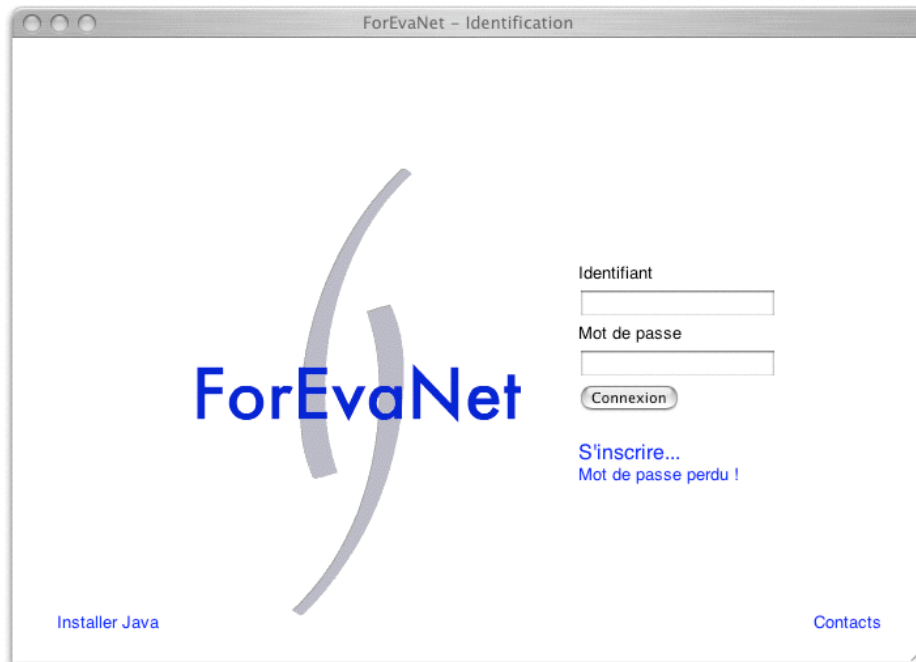 ForEvaNet – Identification
Identifiant
Mot de passe
ForEvaNet
Connexion
S'inscrire...
Mot de passe perdu !
Installer Java
Contacts